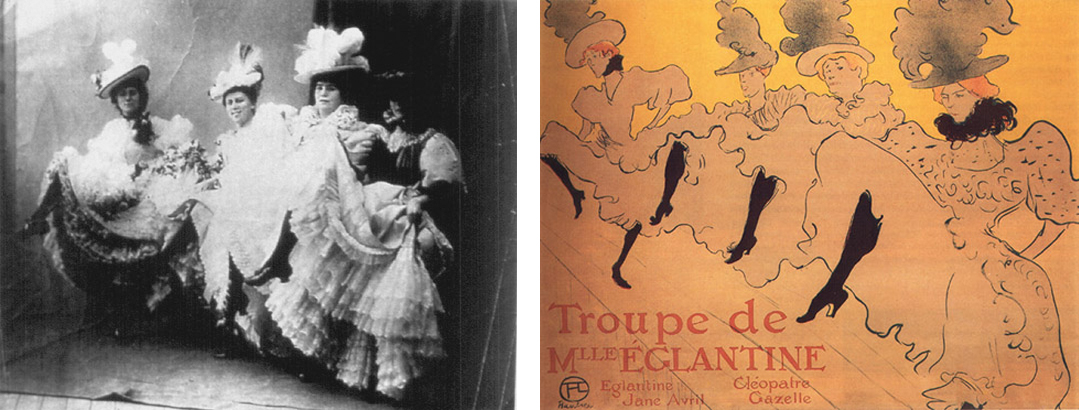 Troupe de
MLLE EGLANTINE
Eglantine Cléopatre
Jane Avril Gazelle